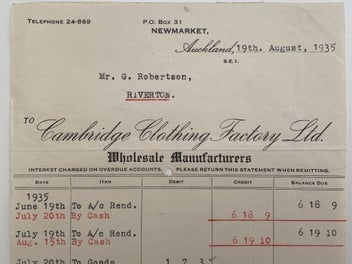 TELEPHONE 24-869
P.O. BOX 31
NEWMARKET,
Auckland, 19th. August, 1935
S.E.1.
Mr. G. Robertson,
RIVERTON.
TO Cambridge Clothing Factory Ltd.
Wholesale Manufacturers
INTEREST CHARGED ON OVERDUE ACCOUNTS. PLEASE RETURN THIS STATEMENT WHEN REMITTING.
DATE ITEM DEBIT CREDIT BALANCE DUE
1935
June 19th To A/c Rend. 6 18 9
July 20th By Cash 6 18 9
July 19th To A/c Rend. 6 19 10
Aug. 15th By Cash 6 19 10
July 20th To Goods 1 7 3